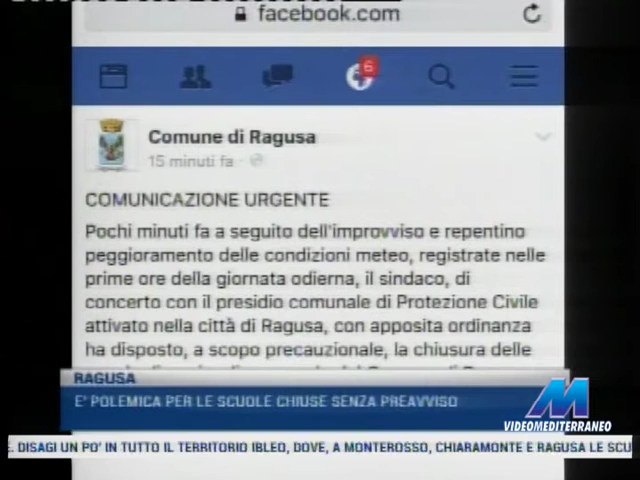 facebook.com
6
Comune di Ragusa
15 minuti fa
COMUNICAZIONE URGENTE
Pochi minuti fa a seguito dell'improvviso e repentino
peggioramento delle condizioni meteo, registrate nelle
prime ore della giornata odierna, il sindaco, di
concerto con il presidio comunale di Protezione Civile
attivato nella città di Ragusa, con apposita ordinanza
ha disposto, a scopo precauzionale, la chiusura delle
RAGUSA
E' POLEMICA PER LE SCUOLE CHIUSE SENZA PREAVVISO
M
VIDEOMEDITERRANEO
E. DISAGI UN PO' IN TUTTO IL TERRITORIO IBLEO, DOVE, A MONTEROSSO, CHIARAMONTE E RAGUSA LE SCU